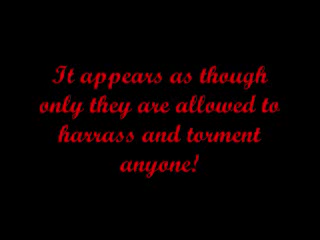 It appears as though
only they are allowed to
harrass and torment
anyone!